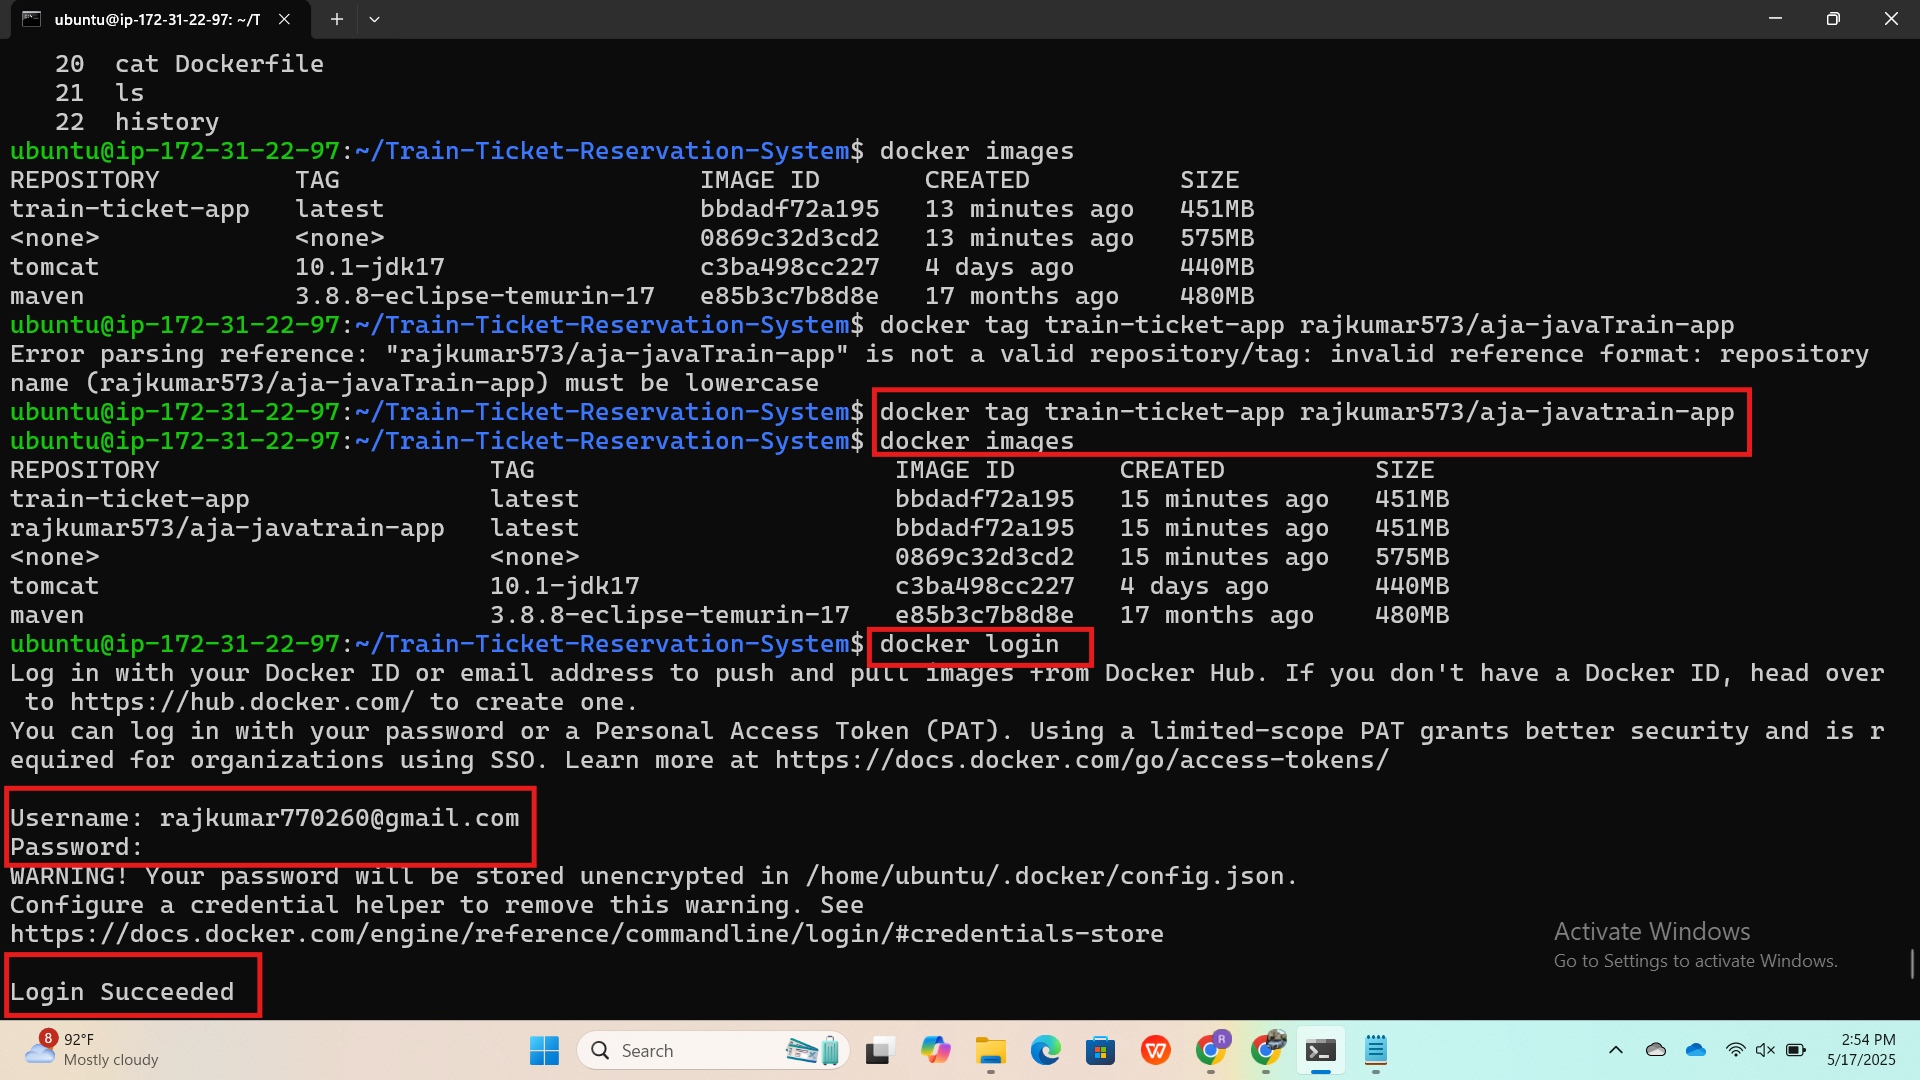 ubuntu@ip-172-31-22-97: ~/T
20 cat Dockerfile
21 ls
22 history
ubuntu@ip-172-31-22-97:~/Train-Ticket-Reservation-System$ docker images
REPOSITORY TAG IMAGE ID CREATED SIZE
train-ticket-app latest bbdadf72a195 13 minutes ago 451MB
<none> <none> 0869c32d3cd2 13 minutes ago 575MB
tomcat 10.1-jdk17 c3ba498cc227 4 days ago 440MB
maven 3.8.8-eclipse-temurin-17 e85b3c7b8d8e 17 months ago 480MB
ubuntu@ip-172-31-22-97:~/Train-Ticket-Reservation-System$ docker tag train-ticket-app rajkumar573/aja-javaTrain-app
Error parsing reference: "rajkumar573/aja-javaTrain-app" is not a valid repository/tag: invalid reference format: repository
name (rajkumar573/aja-javaTrain-app) must be lowercase
ubuntu@ip-172-31-22-97:~/Train-Ticket-Reservation-System$ docker tag train-ticket-app rajkumar573/aja-javatrain-app
ubuntu@ip-172-31-22-97:~/Train-Ticket-Reservation-System$ docker images
REPOSITORY TAG IMAGE ID CREATED SIZE
train-ticket-app latest bbdadf72a195 15 minutes ago 451MB
rajkumar573/aja-javatrain-app latest bbdadf72a195 15 minutes ago 451MB
<none> <none> 0869c32d3cd2 15 minutes ago 575MB
tomcat 10.1-jdk17 c3ba498cc227 4 days ago 440MB
maven 3.8.8-eclipse-temurin-17 e85b3c7b8d8e 17 months ago 480MB
ubuntu@ip-172-31-22-97:~/Train-Ticket-Reservation-System$ docker login
Log in with your Docker ID or email address to push and pull images from Docker Hub. If you don't have a Docker ID, head over
to https://hub.docker.com/ to create one.
You can log in with your password or a Personal Access Token (PAT). Using a limited-scope PAT grants better security and is r
equired for organizations using SSO. Learn more at https://docs.docker.com/go/access-tokens/
Username: rajkumar770260@gmail.com
Password:
WARNING! Your password will be stored unencrypted in /home/ubuntu/.docker/config.json.
Configure a credential helper to remove this warning. See
https://docs.docker.com/engine/reference/commandline/login/#credentials-store
Login Succeeded
Activate Windows
Go to Settings to activate Windows.
8
92°F
Mostly cloudy
Search
R
2:54 PM
5/17/2025